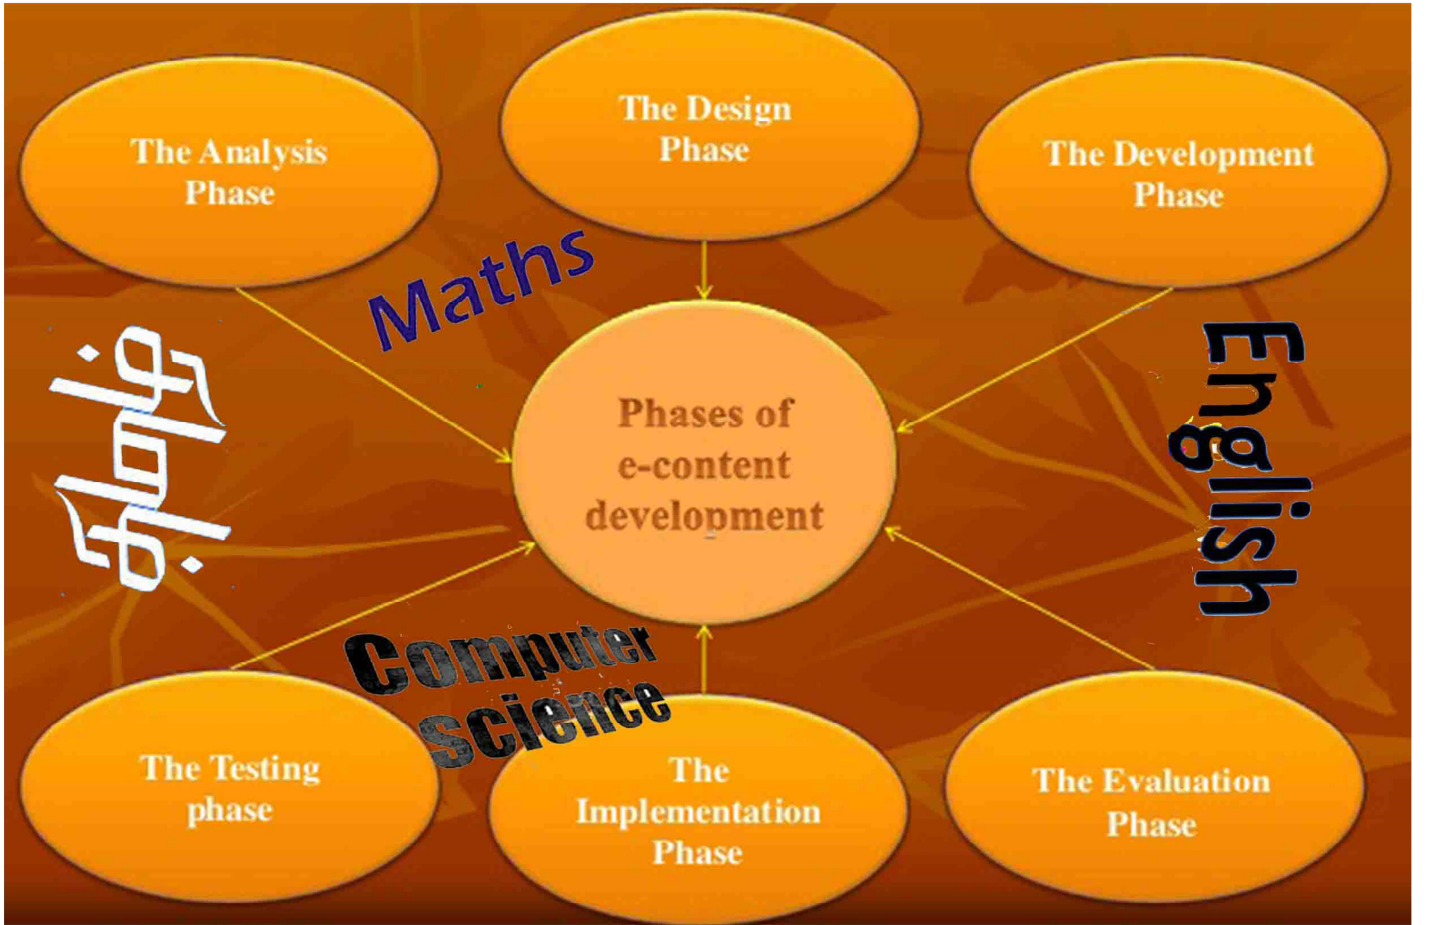 The Analysis
Phase
The Design
Phase
The Development
Phase
Maths
English
Phases of
e-content
development
Computer
science
The Testing
phase
The
Implementation
Phase
The Evaluation
Phase